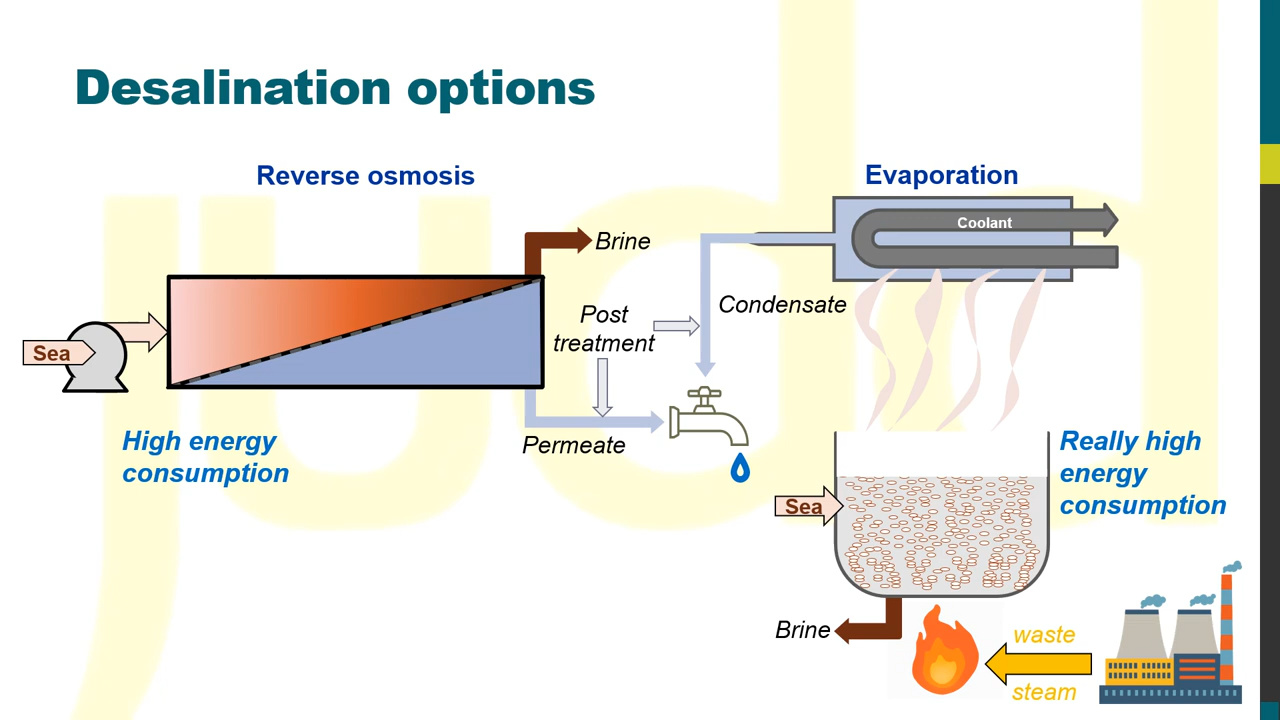 Desalination options
Reverse osmosis
Sea
Brine
Post
treatment
Permeate
High energy
consumption
Evaporation
Coolant
Condensate
Sea
Really high
energy
consumption
Brine
waste
steam
judd